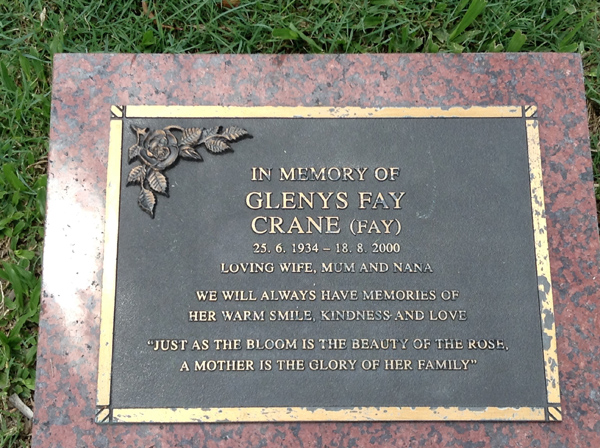 IN MEMORY OF
GLENYS FAY
CRANE (FAY)
25. 6. 1934 – 18. 8. 2000
LOVING WIFE, MUM AND NANA
WE WILL ALWAYS HAVE MEMORIES OF
HER WARM SMILE, KINDNESS AND LOVE
“JUST AS THE BLOOM IS THE BEAUTY OF THE ROSE,
A MOTHER IS THE GLORY OF HER FAMILY”